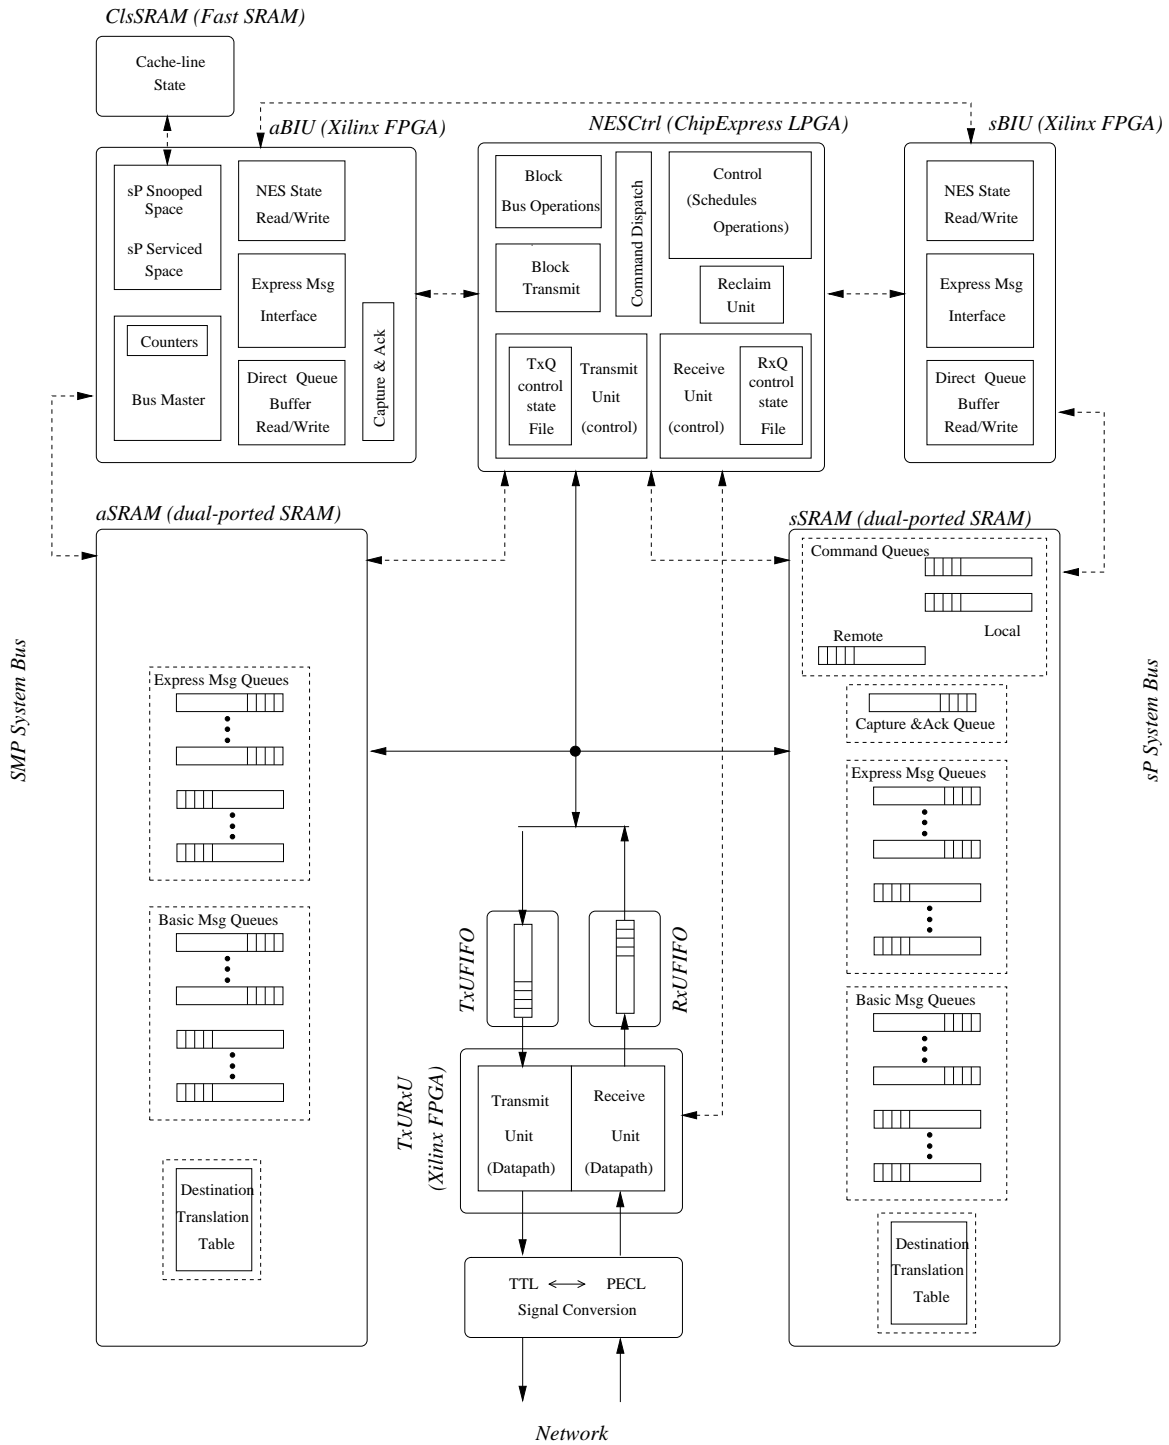 ClsSRAM (Fast SRAM)
Cache-line
State
aBIU (Xilinx FPGA)
sP Snooped
Space
sP Serviced
Space
NES State
Read/Write
Express Msg
Interface
Counters
Bus Master
Direct Queue
Buffer
Read/Write
Capture & Ack
NESCtrl (ChipExpress LPGA)
Block
Bus Operations
Block
Transmit
Command Dispatch
Control
(Schedules
Operations)
Reclaim
Unit
TxQ
control
state
File
Transmit
Unit
(control)
Receive
Unit
(control)
RxQ
control
state
File
sBIU (Xilinx FPGA)
NES State
Read/Write
Express Msg
Interface
Direct Queue
Buffer
Read/Write
SMP System Bus
aSRAM (dual-ported SRAM)
Express Msg Queues
Basic Msg Queues
Destination
Translation
Table
TxUFIFO
RxUFIFO
TxURxU
(Xilinx FPGA)
Transmit
Unit
(Datapath)
Receive
Unit
(Datapath)
TTL
PECL
Signal Conversion
Network
sSRAM (dual-ported SRAM)
Command Queues
Local
Remote
Capture &Ack Queue
Express Msg Queues
Basic Msg Queues
Destination
Translation
Table
sP System Bus